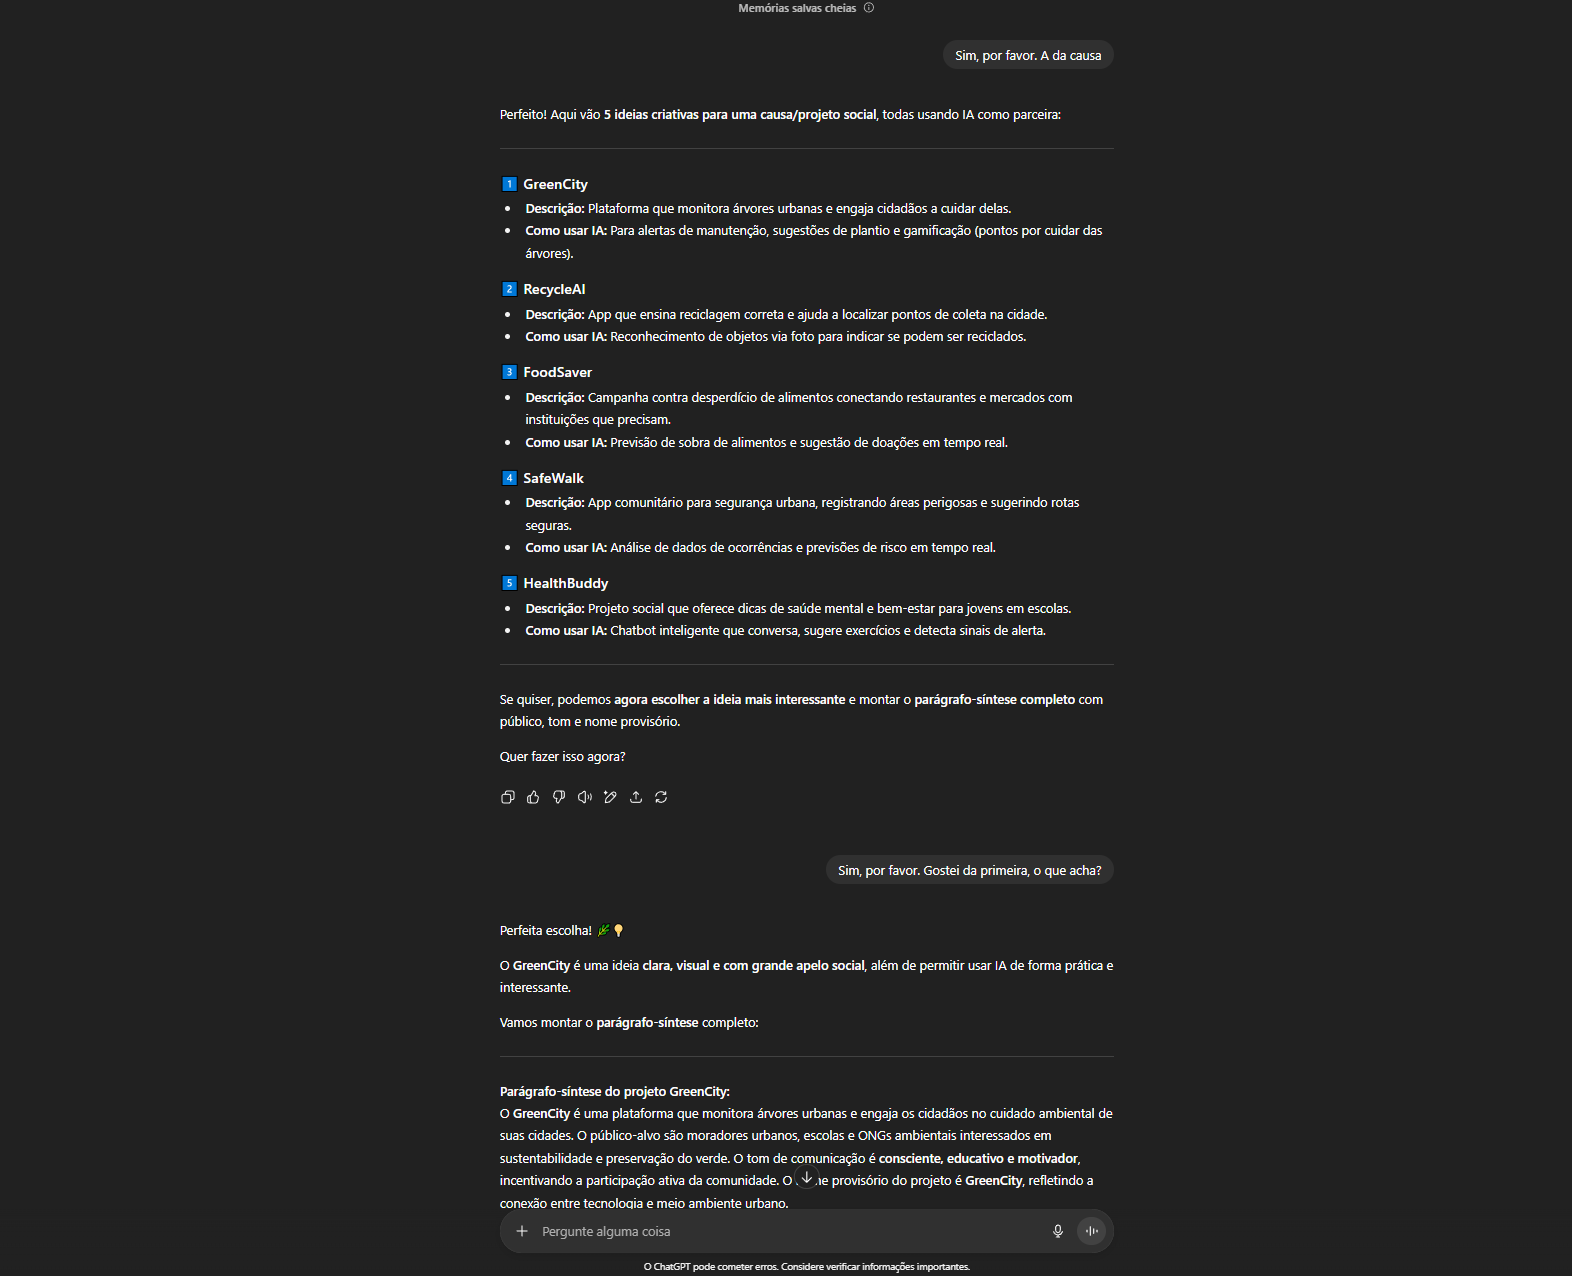 Memórias salvas cheias
Sim, por favor. A da causa
Perfeito! Aqui vão 5 ideias criativas para uma causa/projeto social, todas usando IA como parceira:
1 GreenCity
• Descrição: Plataforma que monitora árvores urbanas e engaja cidadãos a cuidar delas.
• Como usar IA: Para alertas de manutenção, sugestões de plantio e gamificação (pontos por cuidar das
árvores).
2 RecycleAI
• Descrição: App que ensina reciclagem correta e ajuda a localizar pontos de coleta na cidade.
• Como usar IA: Reconhecimento de objetos via foto para indicar se podem ser reciclados.
3 FoodSaver
• Descrição: Campanha contra desperdício de alimentos conectando restaurantes e mercados com
instituições que precisam.
• Como usar IA: Previsão de sobra de alimentos e sugestão de doações em tempo real.
4 SafeWalk
• Descrição: App comunitário para segurança urbana, registrando áreas perigosas e sugerindo rotas
seguras.
• Como usar IA: Análise de dados de ocorrências e previsões de risco em tempo real.
5 HealthBuddy
• Descrição: Projeto social que oferece dicas de saúde mental e bem-estar para jovens em escolas.
• Como usar IA: Chatbot inteligente que conversa, sugere exercícios e detecta sinais de alerta.
Se quiser, podemos agora escolher a ideia mais interessante e montar o parágrafo-síntese completo com
público, tom e nome provisório.
Quer fazer isso agora?
Sim, por favor. Gostei da primeira, o que acha?
Perfeita escolha! 🌿💡
O GreenCity é uma ideia clara, visual e com grande apelo social, além de permitir usar IA de forma prática e
interessante.
Vamos montar o parágrafo-síntese completo:
Parágrafo-síntese do projeto GreenCity:
O GreenCity é uma plataforma que monitora árvores urbanas e engaja os cidadãos no cuidado ambiental de
suas cidades. O público-alvo são moradores urbanos, escolas e ONGs ambientais interessados em
sustentabilidade e preservação do verde. O tom de comunicação é consciente, educativo e motivador,
incentivando a participação ativa da comunidade. O provisório do projeto é GreenCity, refletindo a
conexão entre tecnologia e meio ambiente urbano.
Pergunte alguma coisa
O ChatGPT pode cometer erros. Considere verificar informações importantes.